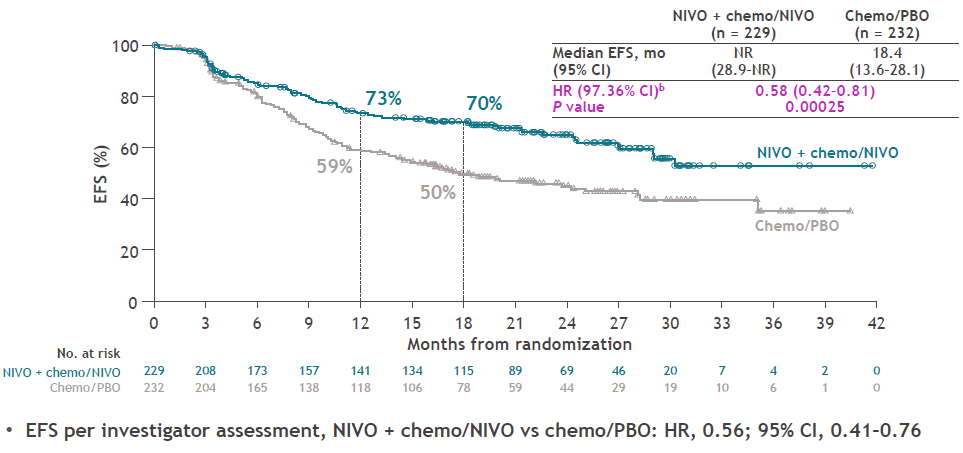 NIVO + chemo/NIVO Chemo/PBO
(n = 229) (n = 232)
Median EFS, mo NR 18.4
(95% CI) (28.9-NR) (13.6-28.1)
HR (97.36% CI)ᵇ 0.58 (0.42-0.81)
P value 0.00025
100
80
60
40
20
0
EFS (%)
73%
70%
59%
50%
NIVO + chemo/NIVO
Chemo/PBO
0 3 6 9 12 15 18 21 24 27 30 33 36 39 42
Months from randomization
No. at risk
NIVO + chemo/NIVO 229 208 173 157 141 134 115 89 69 46 20 7 4 2 0
Chemo/PBO 232 204 165 138 118 106 78 59 44 29 19 10 6 1 0
• EFS per investigator assessment, NIVO + chemo/NIVO vs chemo/PBO: HR, 0.56; 95% CI, 0.41–0.76